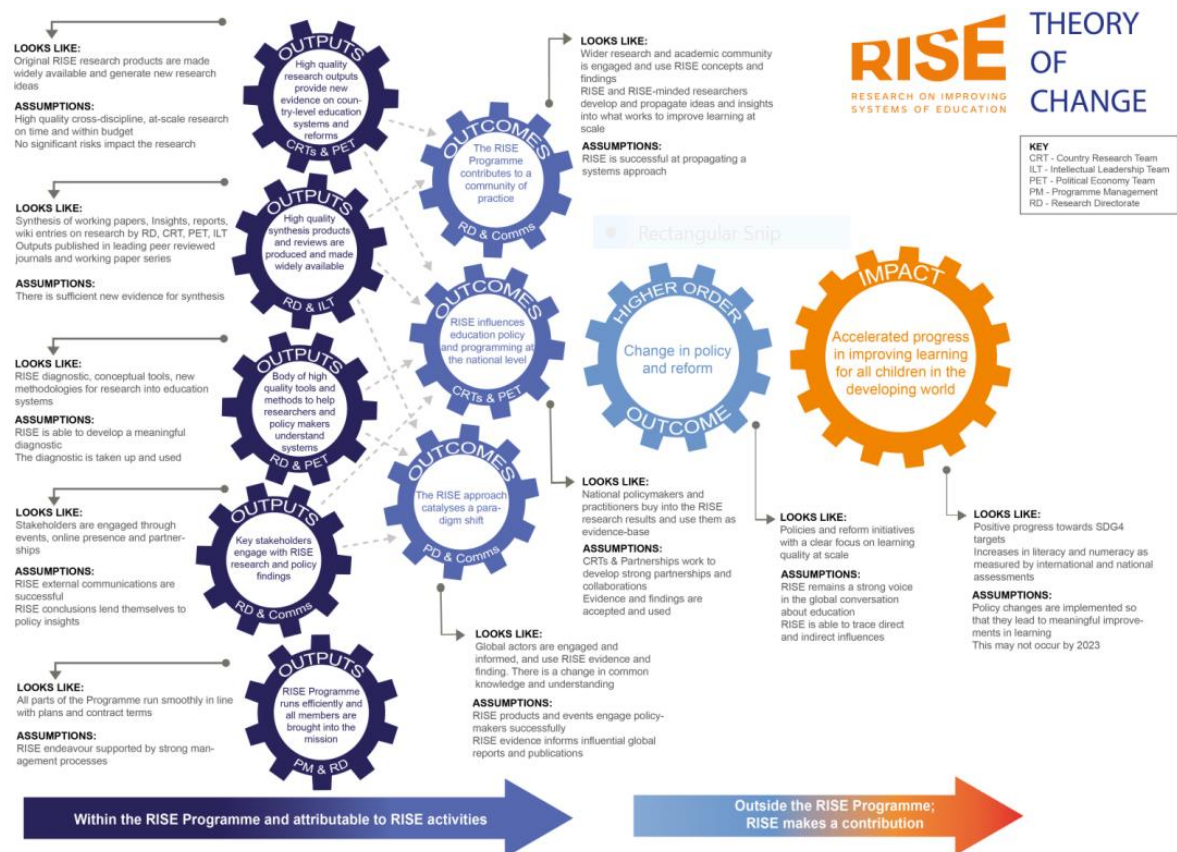 RISE
RESEARCH ON IMPROVING
SYSTEMS OF EDUCATION
THEORY
OF
CHANGE
KEY
CRT - Country Research Team
ILT - Intellectual Leadership Team
PET - Political Economy Team
PM - Programme Management
RD - Research Directorate
LOOKS LIKE:
Original RISE research products are made
widely available and generate new research
ideas
ASSUMPTIONS:
High quality cross-discipline, at-scale research
on time and within budget
No significant risks impact the research
OUTPUTS
High quality
research outputs
provide new
evidence on coun-
try-level education
systems and
reforms
CRTs & PET
LOOKS LIKE:
Synthesis of working papers, Insights, reports,
wiki entries on research by RD, CRT, PET, ILT
Outputs published in leading peer reviewed
journals and working paper series
ASSUMPTIONS:
There is sufficient new evidence for synthesis
OUTPUTS
High quality
synthesis products
and reviews are
produced and made
widely available
RD & ILT
LOOKS LIKE:
RISE diagnostic, conceptual tools, new
methodologies for research into education
systems
ASSUMPTIONS:
RISE is able to develop a meaningful
diagnostic
The diagnostic is taken up and used
OUTPUTS
Body of high
quality tools and
methods to help
researchers and
policy makers
understand
systems
RD & PET
LOOKS LIKE:
Stakeholders are engaged through
events, online presence and partner-
ships
ASSUMPTIONS:
RISE external communications are
successful
RISE conclusions lend themselves to
policy insights
OUTPUTS
Key stakeholders
engage with RISE
research and policy
findings
RD & Comms
LOOKS LIKE:
All parts of the Programme run smoothly in line
with plans and contract terms
ASSUMPTIONS:
RISE endeavour supported by strong man-
agement processes
OUTPUTS
RISE Programme
runs efficiently and
all members are
brought into the
mission
PM & RD
OUTCOMES
The RISE
Programme
contributes to a
community of
practice
RD & Comms
LOOKS LIKE:
Wider research and academic community
is engaged and use RISE concepts and
findings
RISE and RISE-minded researchers
develop and propagate ideas and insights
into what works to improve learning at
scale
ASSUMPTIONS:
RISE is successful at propagating a
systems approach
Rectangular Snip
OUTCOMES
RISE influences
education policy
and programming at
the national level
CRTs & PET
LOOKS LIKE:
National policymakers and
practitioners buy into the RISE
research results and use them as
evidence-base
ASSUMPTIONS:
CRTs & Partnerships work to
develop strong partnerships and
collaborations
Evidence and findings are
accepted and used
OUTCOMES
The RISE approach
catalyses a para-
digm shift
PD & Comms
LOOKS LIKE:
Global actors are engaged and
informed, and use RISE evidence and
finding. There is a change in common
knowledge and understanding
ASSUMPTIONS:
RISE products and events engage policy-
makers successfully
RISE evidence informs influential global
reports and publications
HIGHER ORDER
Change in policy
and reform
OUTCOME
LOOKS LIKE:
Policies and reform initiatives
with a clear focus on learning
quality at scale
ASSUMPTIONS:
RISE remains a strong voice
in the global conversation
about education
RISE is able to trace direct
and indirect influences
IMPACT
Accelerated progress
in improving learning
for all children in the
developing world
LOOKS LIKE:
Positive progress towards SDG4
targets
Increases in literacy and numeracy as
measured by international and national
assessments
ASSUMPTIONS:
Policy changes are implemented so
that they lead to meaningful improve-
ments in learning
This may not occur by 2023
Within the RISE Programme and attributable to RISE activities
Outside the RISE Programme;
RISE makes a contribution